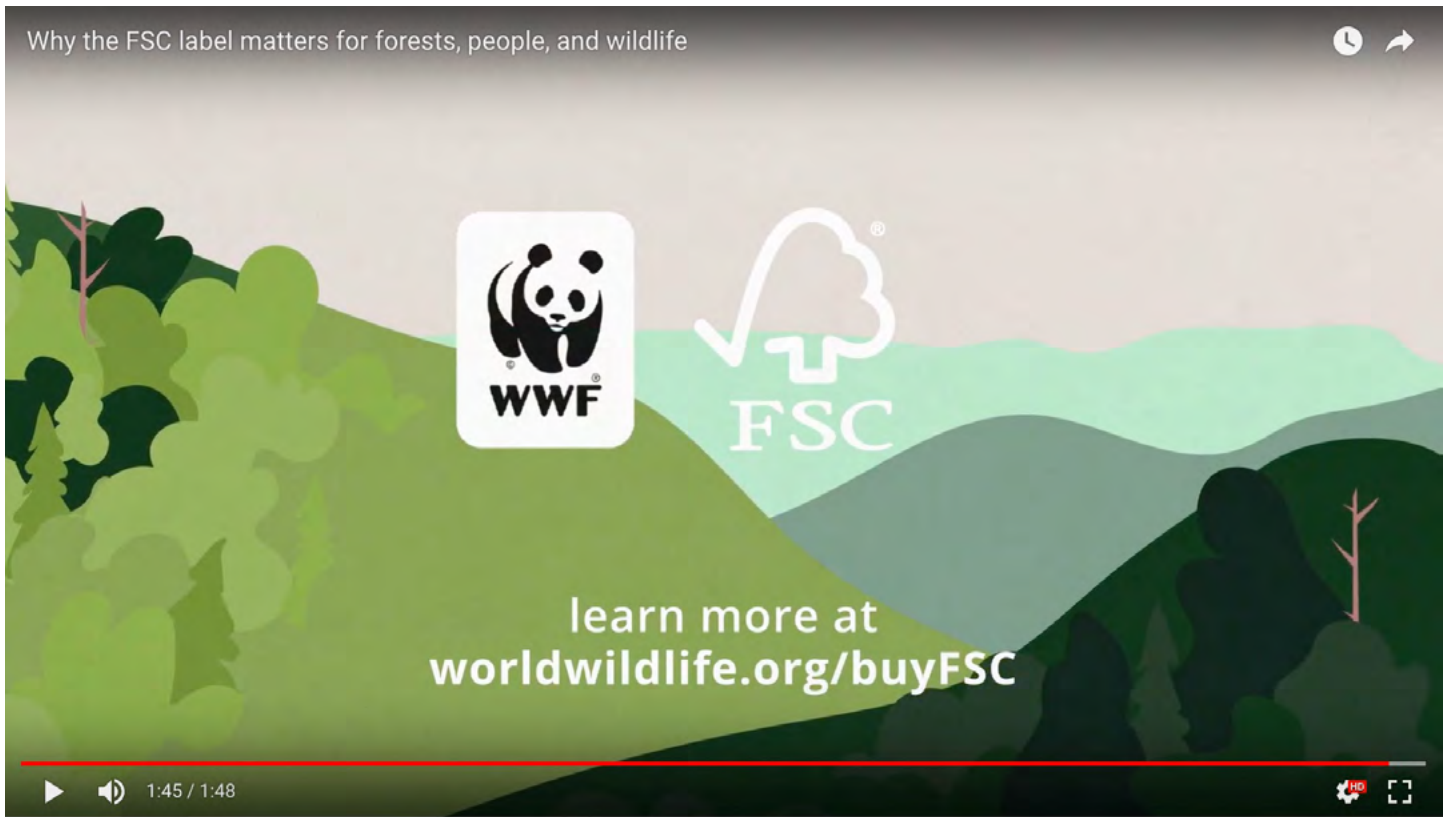 Why the FSC label matters for forests, people, and wildlife
©
®
WWF
®
FSC
learn more at
worldwildlife.org/buyFSC
1:45 / 1:48
HD